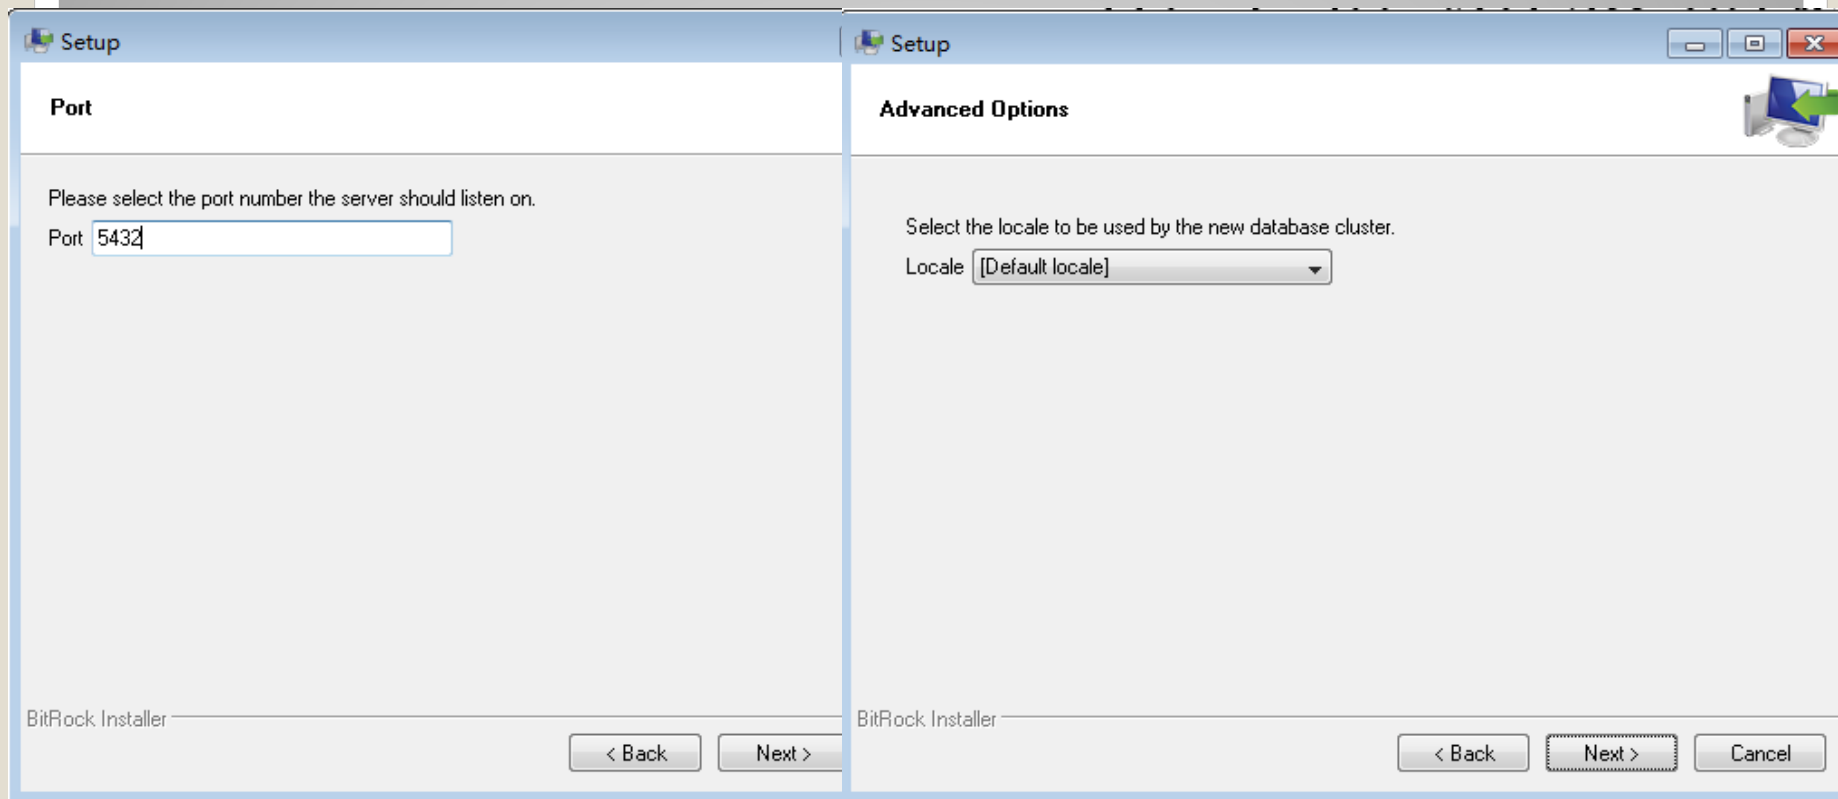 Setup
Port
Please select the port number the server should listen on.
Port 5432
BitRock Installer
< Back
Next >
Setup
Advanced Options
Select the locale to be used by the new database cluster.
Locale [Default locale]
BitRock Installer
< Back
Next >
Cancel